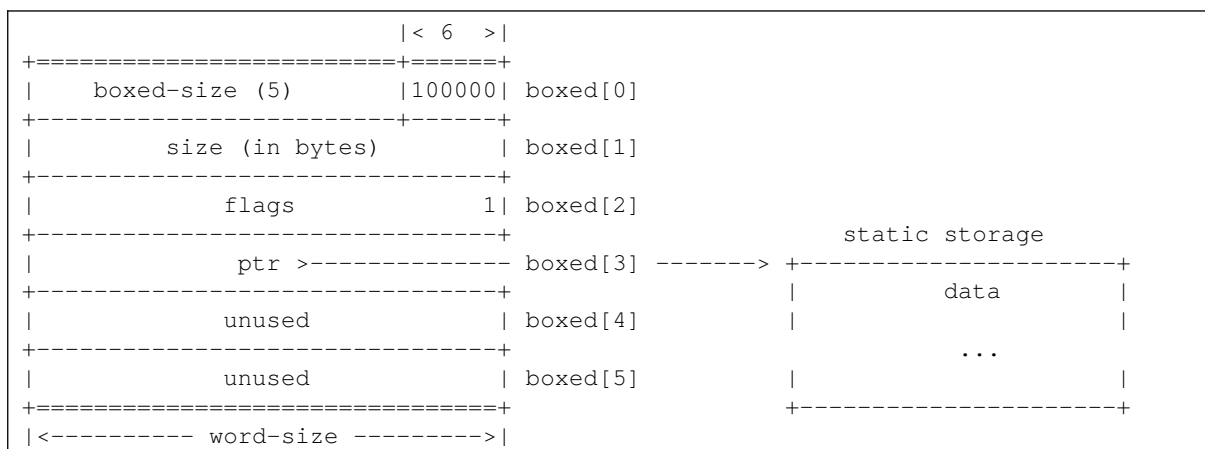 |< 6  >|
+=========================+======+
|    boxed-size (5)       |100000| boxed[0]
+-------------------------+------+
|         size (in bytes)        | boxed[1]
+--------------------------------+
|             flags             1| boxed[2]
+--------------------------------+                       static storage
|              ptr >-------------- boxed[3] -------> +----------------------+
+--------------------------------+                   |          data        |
|             unused             | boxed[4]          |                      |
+--------------------------------+                              ...
|             unused             | boxed[5]          |                      |
+================================+                   +----------------------+
|<---------- word-size --------->|